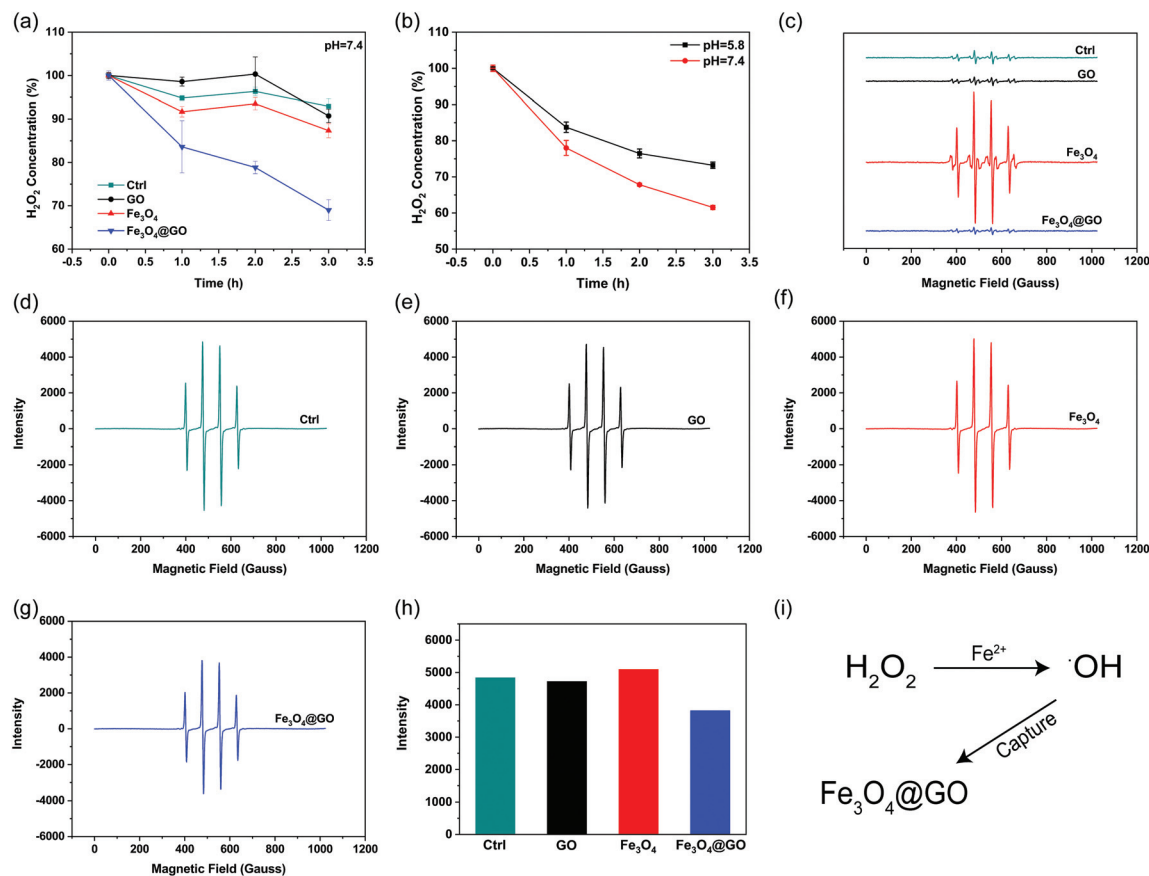 (a)
pH=7.4
H2O2 Concentration (%)
110
100
90
80
70
60
Ctrl
GO
Fe3O4
Fe3O4@GO
-0.5 0.0 0.5 1.0 1.5 2.0 2.5 3.0 3.5
Time (h)
(b)
pH=5.8
pH=7.4
H2O2 Concentration (%)
110
100
90
80
70
60
50
-0.5 0.0 0.5 1.0 1.5 2.0 2.5 3.0 3.5
Time (h)
(c)
Ctrl
GO
Fe3O4
Fe3O4@GO
0 200 400 600 800 1000 1200
Magnetic Field (Gauss)
(d)
Intensity
6000
4000
2000
0
-2000
-4000
-6000
Ctrl
0 200 400 600 800 1000 1200
Magnetic Field (Gauss)
(e)
Intensity
6000
4000
2000
0
-2000
-4000
-6000
GO
0 200 400 600 800 1000 1200
Magnetic Field (Gauss)
(f)
Intensity
6000
4000
2000
0
-2000
-4000
-6000
Fe3O4
0 200 400 600 800 1000 1200
Magnetic Field (Gauss)
(g)
Intensity
6000
4000
2000
0
-2000
-4000
-6000
Fe3O4@GO
0 200 400 600 800 1000 1200
Magnetic Field (Gauss)
(h)
Intensity
6000
5000
4000
3000
2000
1000
0
Ctrl GO Fe3O4 Fe3O4@GO
(i)
H2O2 Fe2+ ·OH
Capture
Fe3O4@GO